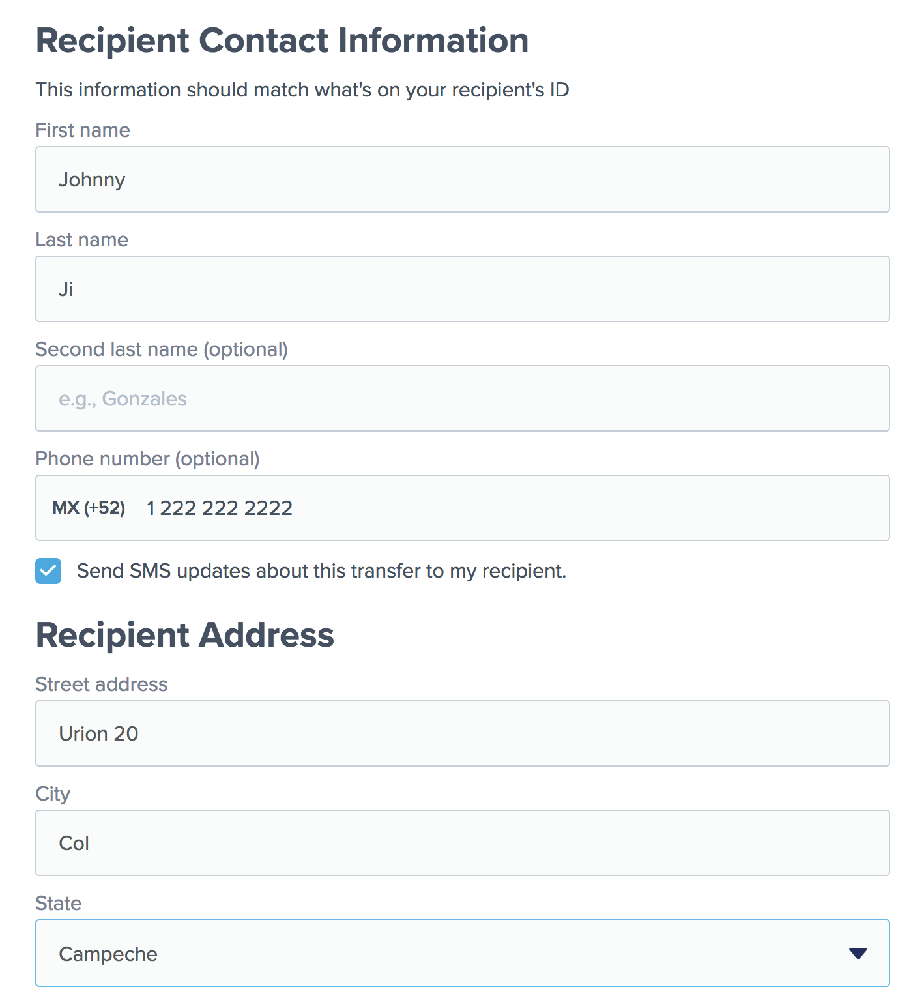 Recipient Contact Information
This information should match what's on your recipient's ID
First name
Johnny
Last name
Ji
Second last name (optional)
e.g., Gonzales
Phone number (optional)
MX (+52) 1 222 222 2222
Send SMS updates about this transfer to my recipient.
Recipient Address
Street address
Urion 20
City
Col
State
Campeche